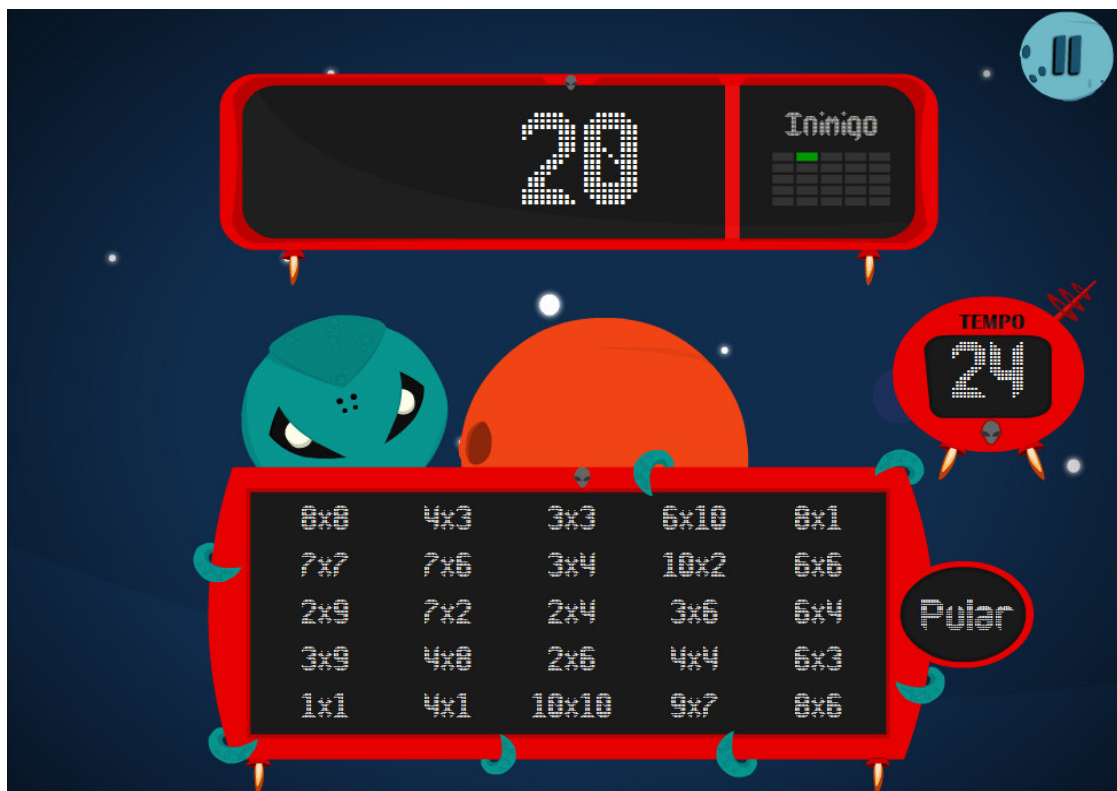 20
Inimigo
TEMPO
24
8x8 4x3 3x3 6x10 8x1
7x7 7x6 3x4 10x2 6x6
2x9 7x2 2x4 3x6 6x4
3x9 4x8 2x6 4x4 6x3
1x1 4x1 10x10 9x7 8x6
Pular